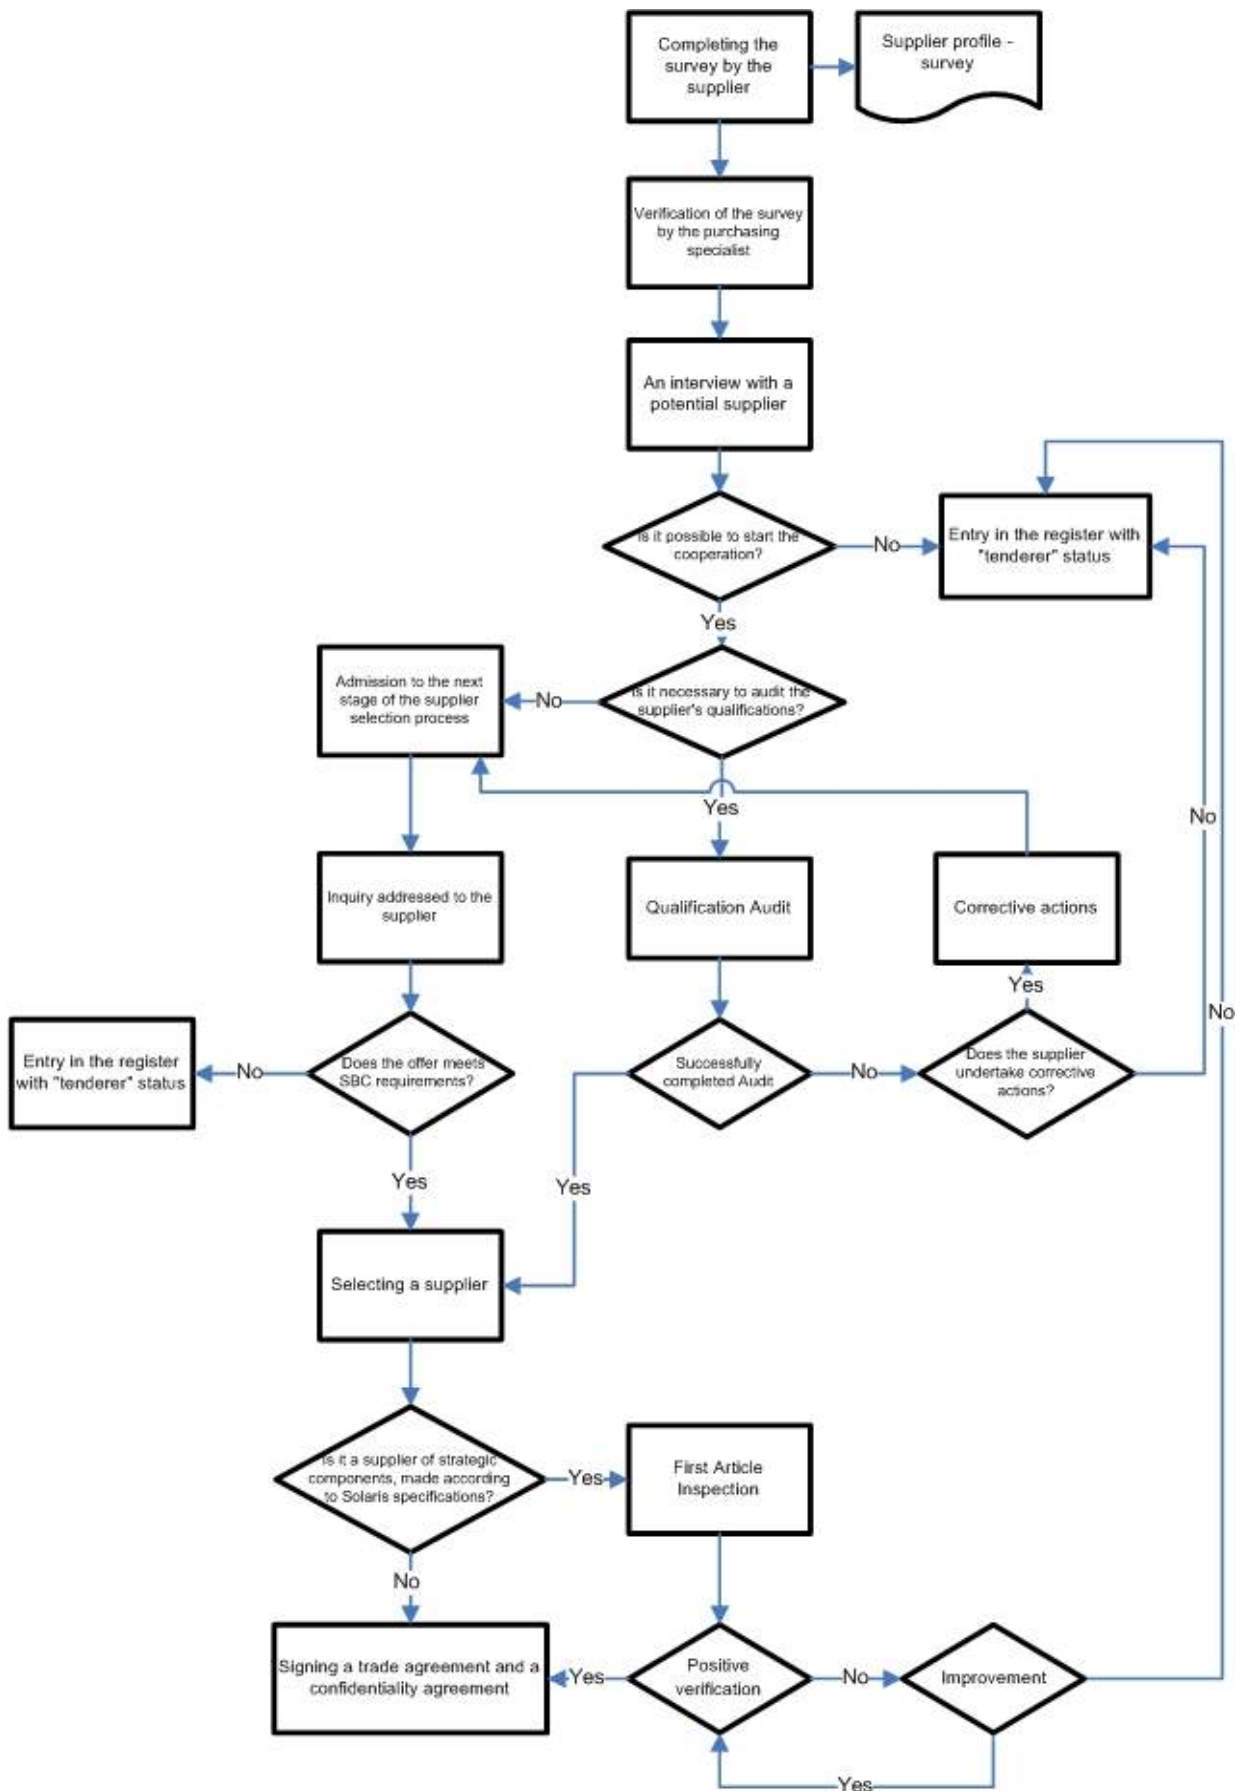 Completing the
survey by the
supplier
Supplier profile -
survey
Verification of the survey
by the purchasing
specialist
An interview with a
potential supplier
Is it possible to start the
cooperation?
No
Entry in the register with
"tenderer" status
Yes
Admission to the next
stage of the supplier
selection process
No
Is it necessary to audit the
supplier's qualifications?
Yes
No
Inquiry addressed to the
supplier
Qualification Audit
Corrective actions
Yes
No
Entry in the register
with "tenderer" status
No
Does the offer meets
SBC requirements?
Successfully
completed Audit
No
Does the supplier
undertake corrective
actions?
Yes
Yes
Selecting a supplier
Is it a supplier of strategic
components, made according
to Solaris specifications?
Yes
First Article
Inspection
No
Signing a trade agreement and a
confidentiality agreement
Yes
Positive
verification
No
Improvement
Yes